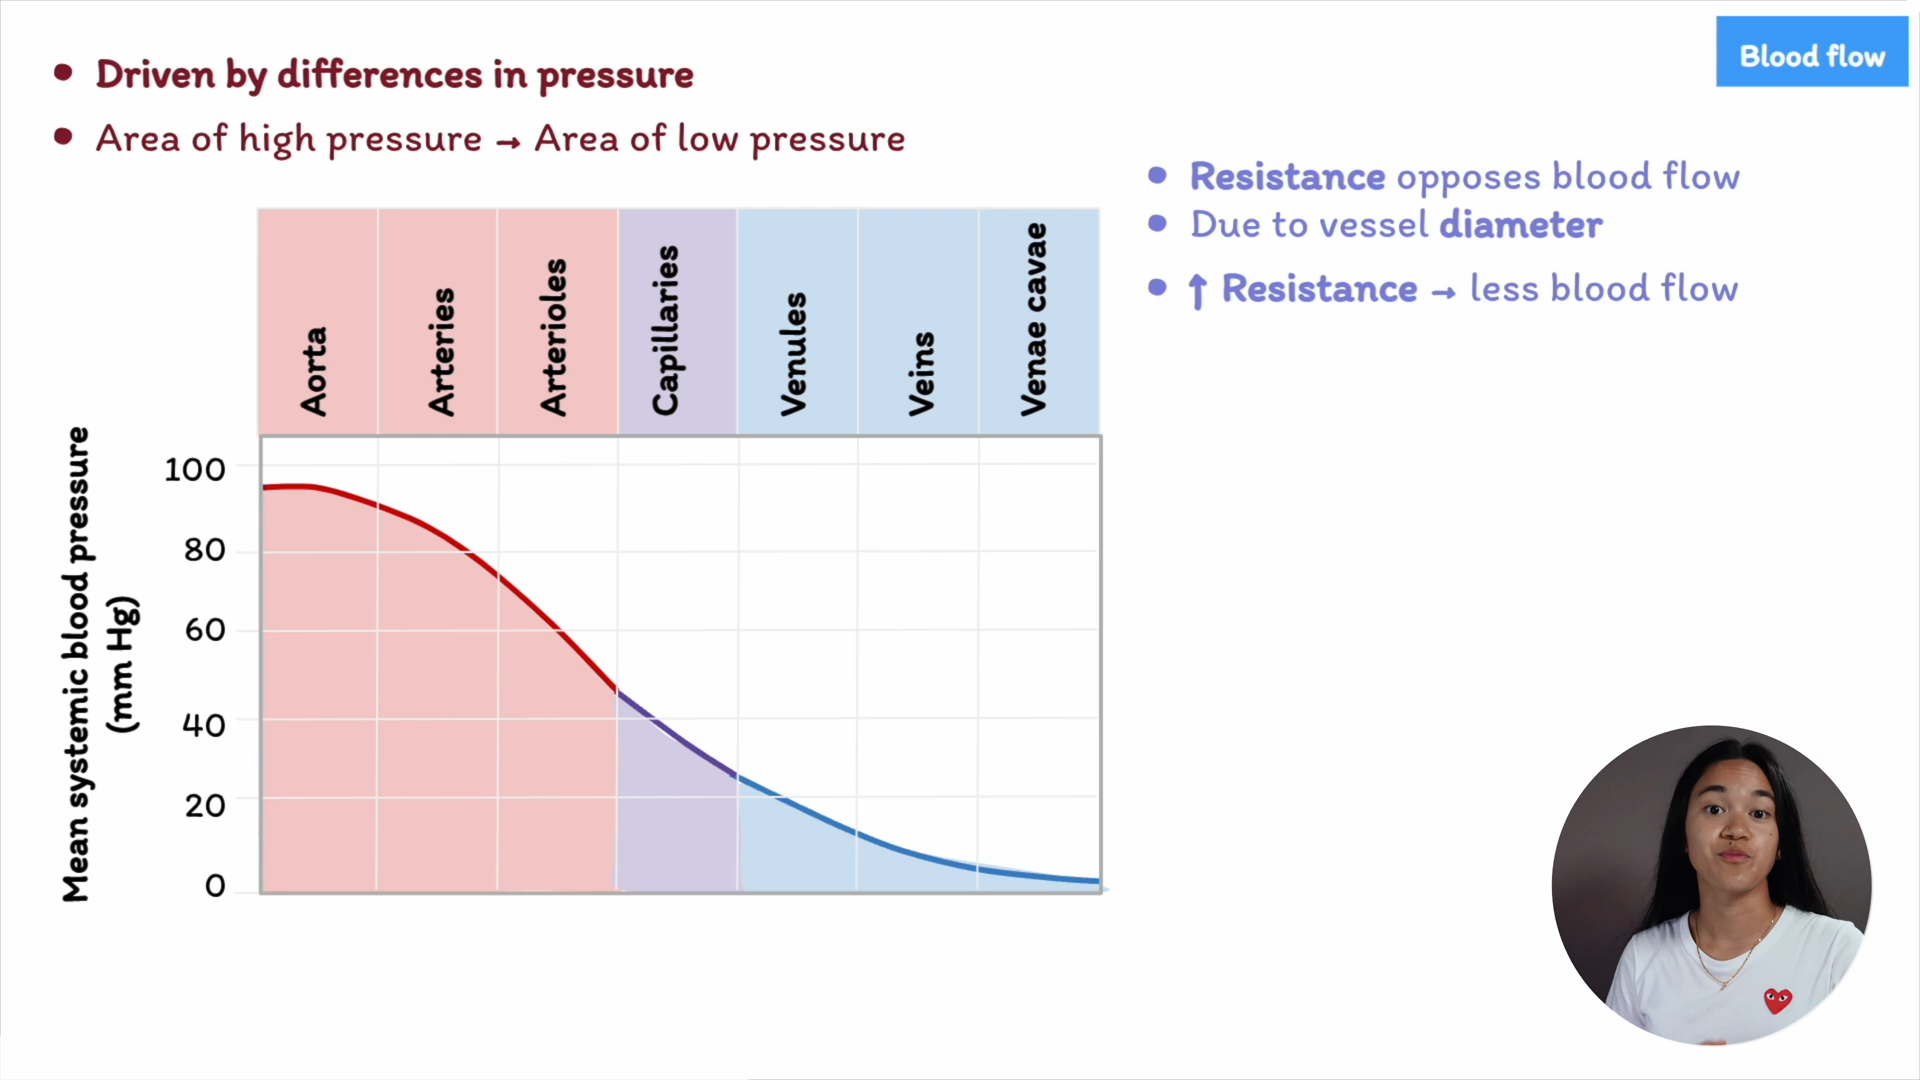 Blood flow
• Driven by differences in pressure
• Area of high pressure → Area of low pressure
• Resistance opposes blood flow
• Due to vessel diameter
• ↑ Resistance → less blood flow
Aorta
Arteries
Arterioles
Capillaries
Venules
Veins
Venae cavae
Mean systemic blood pressure
(mm Hg)
100
80
60
40
20
0